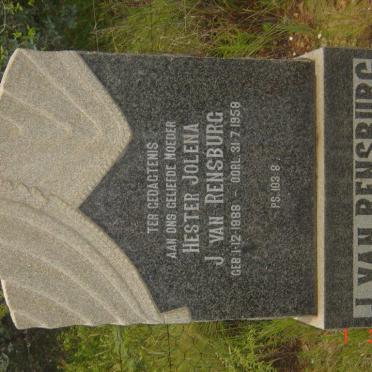 TER GEDAGTENIS
AAN ONS GELIEFDE MOEDER
HESTER JOLENA
J VAN RENSBURG
GEB 1·12·1888 - OORL. 31·7·1958
PS. 103:8.
J VAN RENSBURG